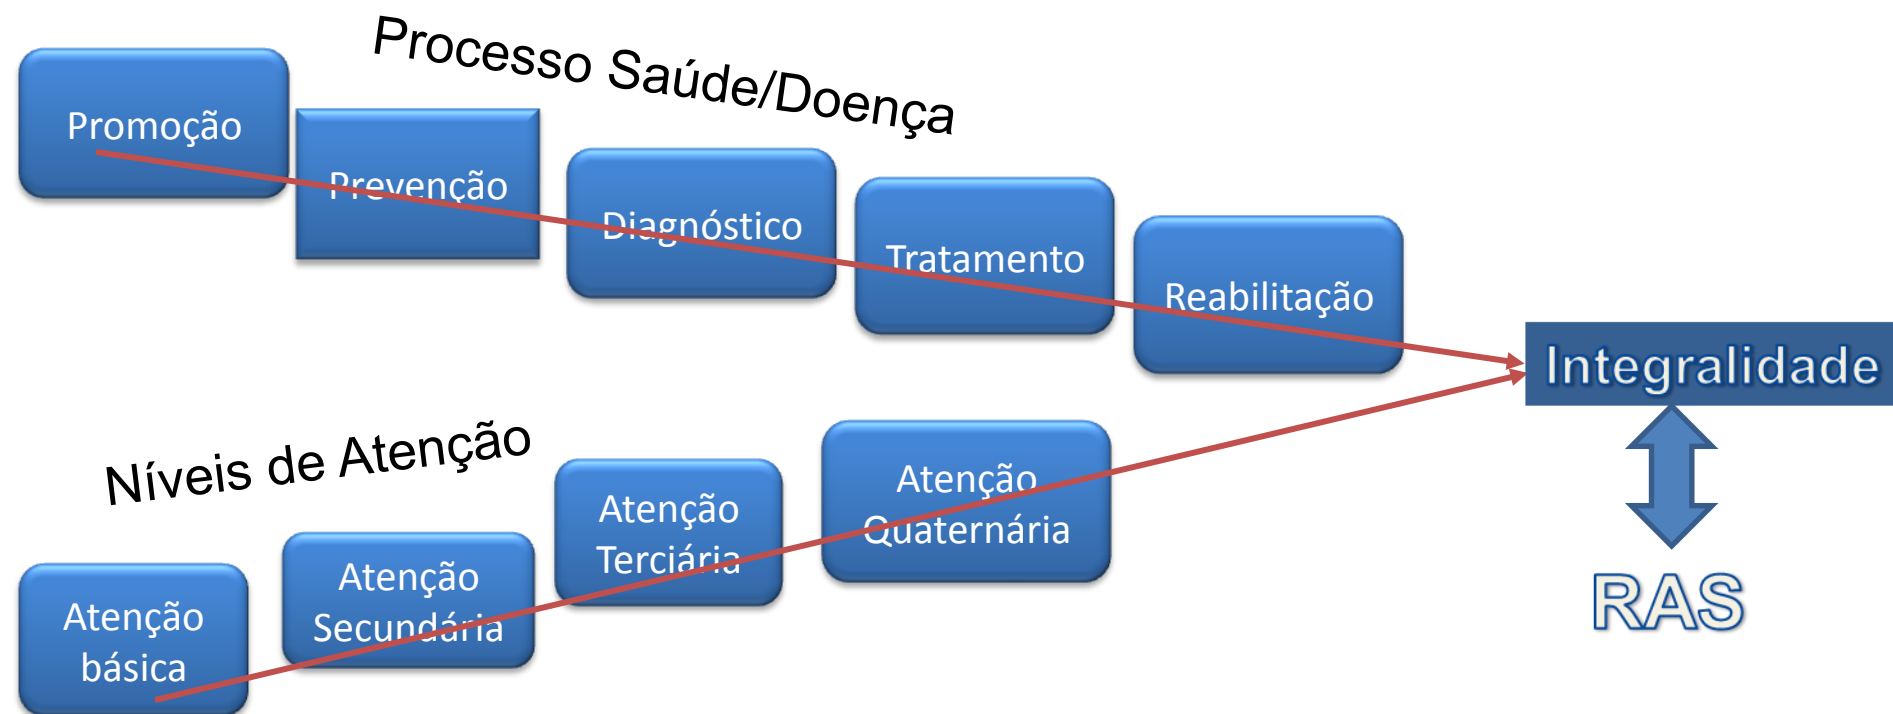 Processo Saúde/Doença
Promoção
Prevenção
Diagnóstico
Tratamento
Reabilitação
Integralidade
Níveis de Atenção
Atenção
básica
Atenção
Secundária
Atenção
Terciária
Atenção
Quaternária
RAS